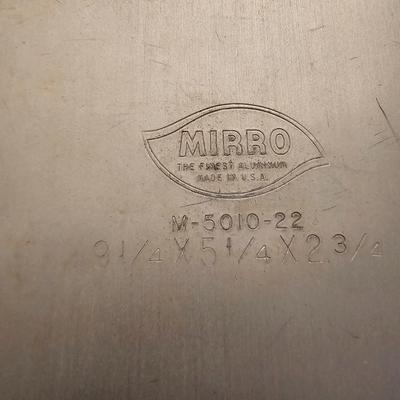 MIRRO
THE FINEST ALUMINUM
MADE IN U.S.A.
M-5010-22
9 1/4 X 5 1/4 X 2 3/4